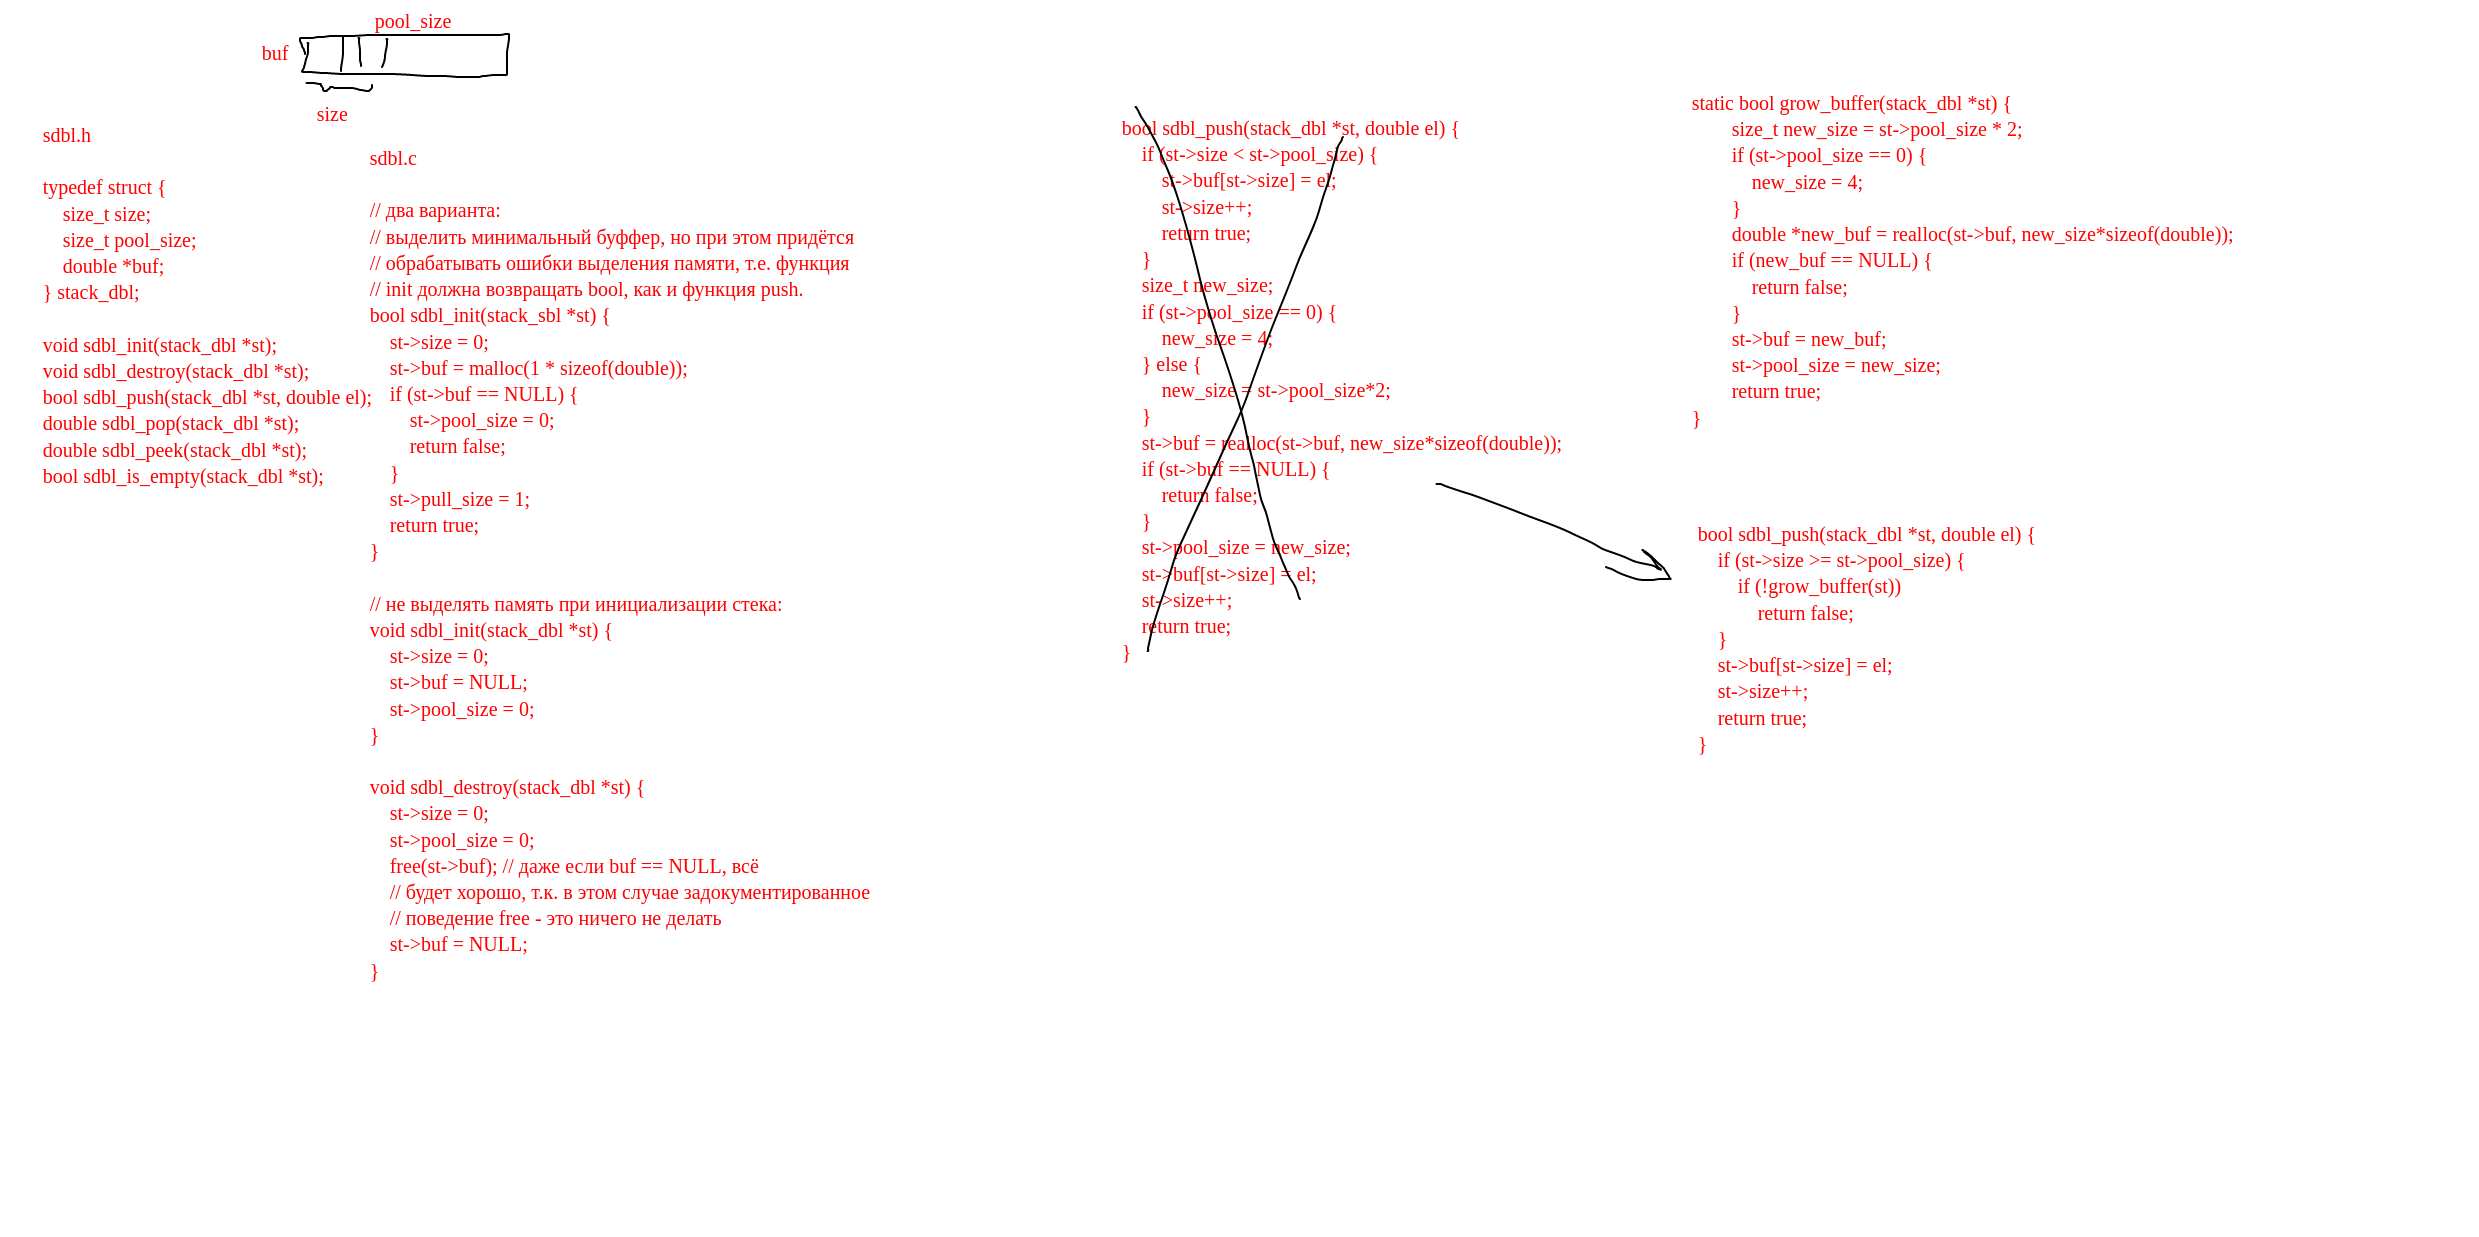 pool_size
buf
size
sdbl.h
typedef struct {
    size_t size;
    size_t pool_size;
    double *buf;
} stack_dbl;
void sdbl_init(stack_dbl *st);
void sdbl_destroy(stack_dbl *st);
bool sdbl_push(stack_dbl *st, double el);
double sdbl_pop(stack_dbl *st);
double sdbl_peek(stack_dbl *st);
bool sdbl_is_empty(stack_dbl *st);
sdbl.c
// два варианта:
// выделить минимальный буффер, но при этом придётся
// обрабатывать ошибки выделения памяти, т.е. функция
// init должна возвращать bool, как и функция push.
bool sdbl_init(stack_sbl *st) {
    st->size = 0;
    st->buf = malloc(1 * sizeof(double));
    if (st->buf == NULL) {
        st->pool_size = 0;
        return false;
    }
    st->pull_size = 1;
    return true;
}
// не выделять память при инициализации стека:
void sdbl_init(stack_dbl *st) {
    st->size = 0;
    st->buf = NULL;
    st->pool_size = 0;
}
void sdbl_destroy(stack_dbl *st) {
    st->size = 0;
    st->pool_size = 0;
    free(st->buf); // даже если buf == NULL, всё
    // будет хорошо, т.к. в этом случае задокументированное
    // поведение free - это ничего не делать
    st->buf = NULL;
}
bool sdbl_push(stack_dbl *st, double el) {
    if (st->size < st->pool_size) {
        st->buf[st->size] = el;
        st->size++;
        return true;
    }
    size_t new_size;
    if (st->pool_size == 0) {
        new_size = 4;
    } else {
        new_size = st->pool_size*2;
    }
    st->buf = realloc(st->buf, new_size*sizeof(double));
    if (st->buf == NULL) {
        return false;
    }
    st->pool_size = new_size;
    st->buf[st->size] = el;
    st->size++;
    return true;
}
static bool grow_buffer(stack_dbl *st) {
        size_t new_size = st->pool_size * 2;
        if (st->pool_size == 0) {
            new_size = 4;
        }
        double *new_buf = realloc(st->buf, new_size*sizeof(double));
        if (new_buf == NULL) {
            return false;
        }
        st->buf = new_buf;
        st->pool_size = new_size;
        return true;
}
bool sdbl_push(stack_dbl *st, double el) {
    if (st->size >= st->pool_size) {
        if (!grow_buffer(st))
            return false;
    }
    st->buf[st->size] = el;
    st->size++;
    return true;
}